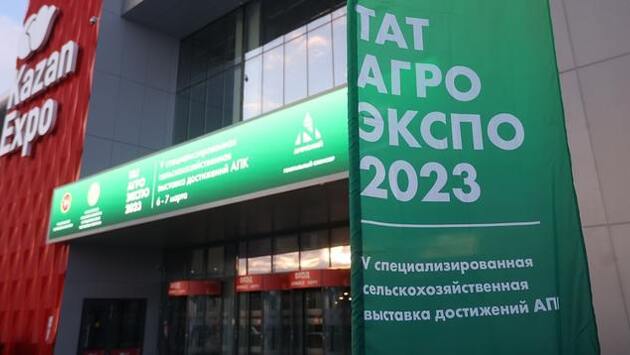 Kazan
Expo
ТАТ
АГРО
ЭКСПО
2023
V специализированная
сельскохозяйственная
выставка достижений АПК
6 - 7 марта
ВХОД
ТАТ
АГРО
ЭКСПО
2023
V специализированная
сельскохозяйственная
выставка достижений АПК